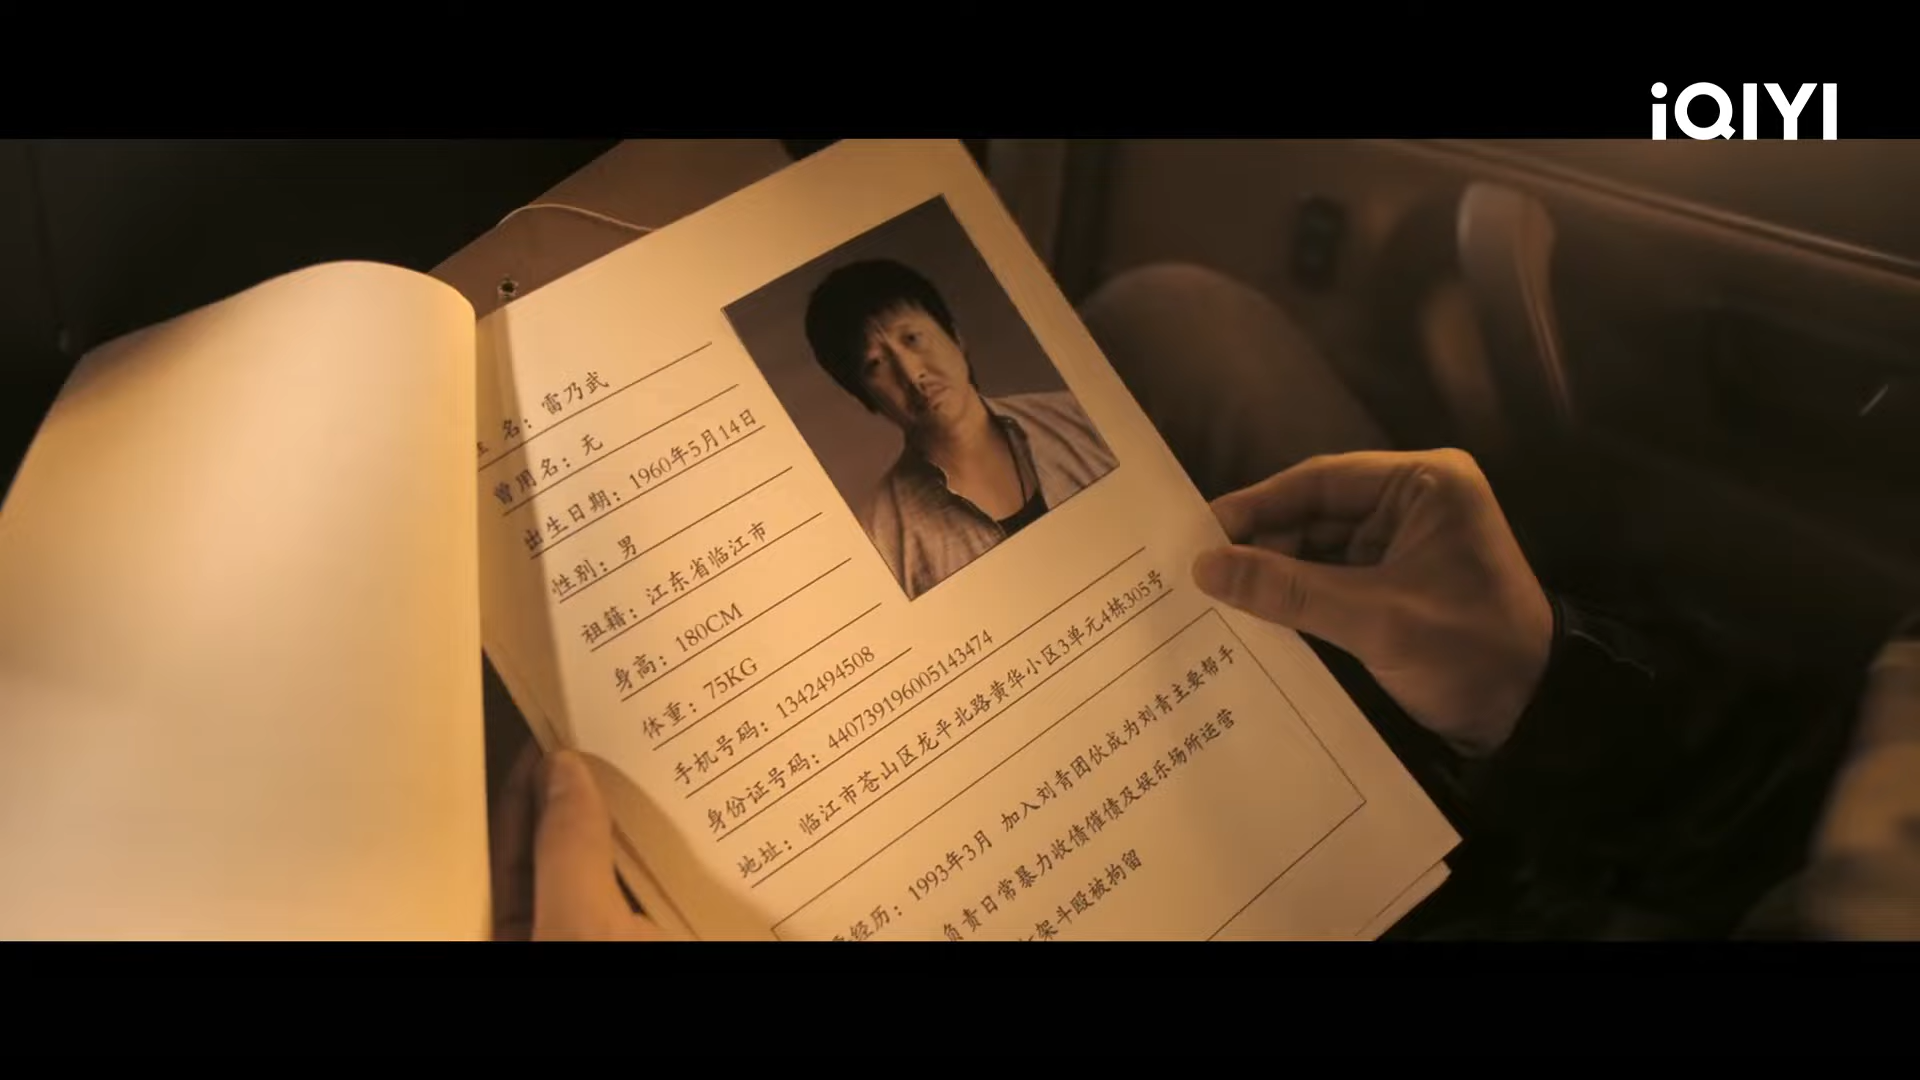 iQIYI
姓 名：雷乃武
曾用名：无
出生日期：1960年5月14日
性别：男
祖籍：江东省临江市
身高：180CM
体重：75KG
手机号码：1342494508
身份证号码：440739196005143474
地址：临江市苍山区龙平北路黄华小区3单元4栋305号
经历：1993年3月 加入刘青团伙成为刘青主要帮手
负责日常暴力收债催债及娱乐场所运营
架斗殴被拘留